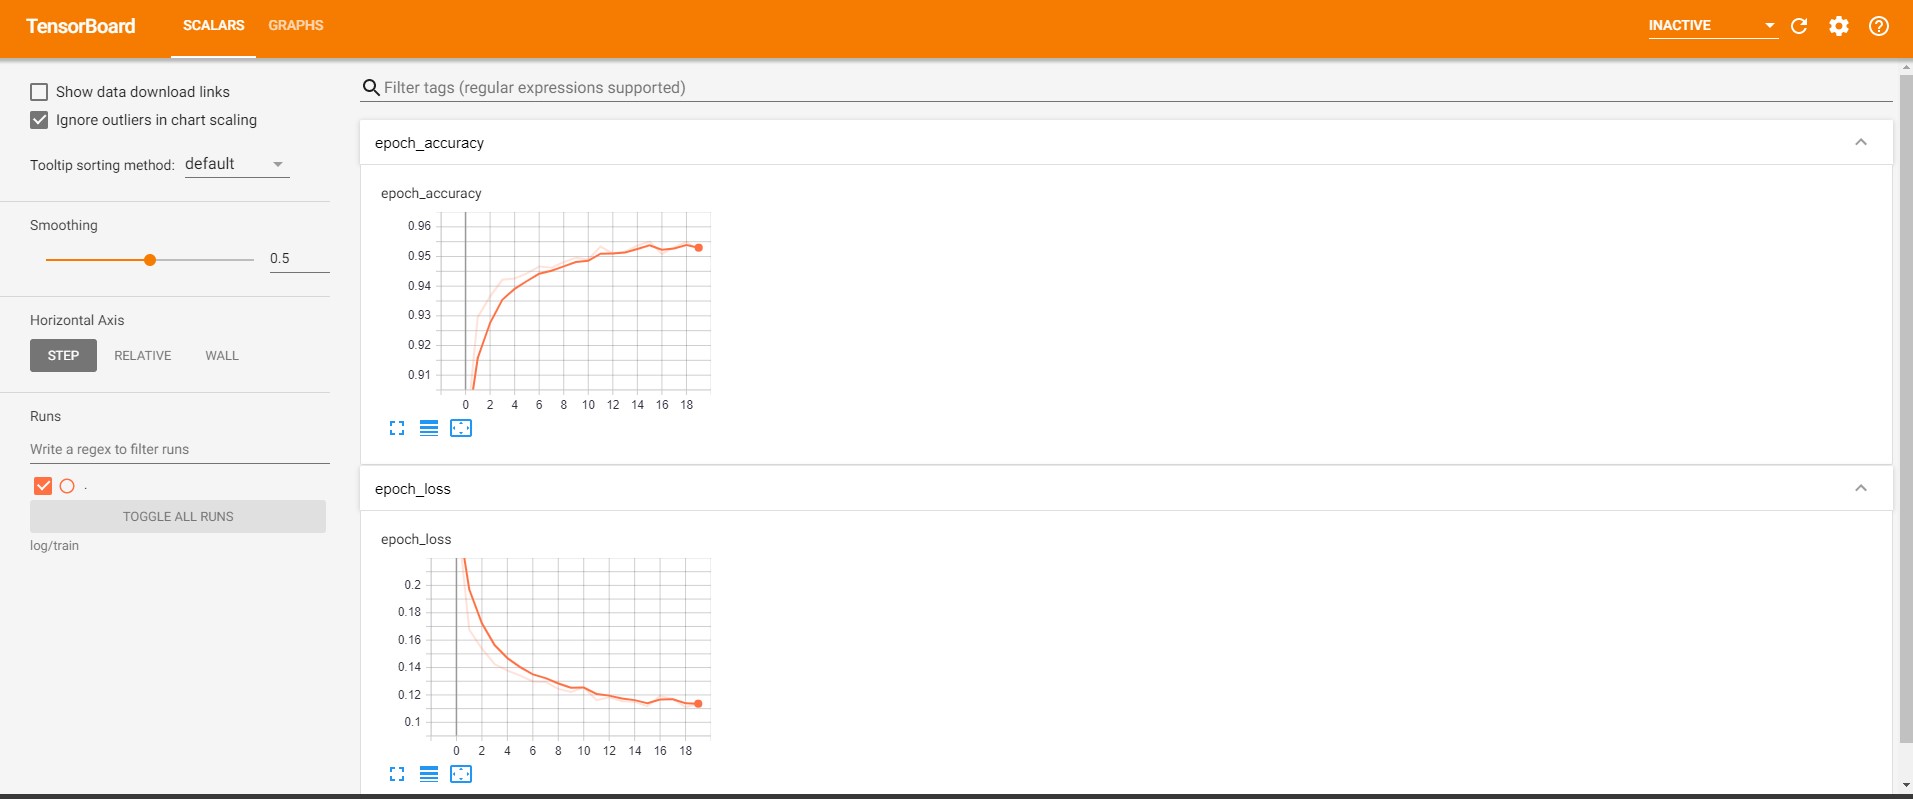 TensorBoard SCALARS GRAPHS INACTIVE
Show data download links
Ignore outliers in chart scaling
Tooltip sorting method: default
Smoothing
0.5
Horizontal Axis
STEP RELATIVE WALL
Runs
Write a regex to filter runs
.
TOGGLE ALL RUNS
log/train
Filter tags (regular expressions supported)
epoch_accuracy
epoch_accuracy
0.96
0.95
0.94
0.93
0.92
0.91
0 2 4 6 8 10 12 14 16 18
epoch_loss
epoch_loss
0.2
0.18
0.16
0.14
0.12
0.1
0 2 4 6 8 10 12 14 16 18